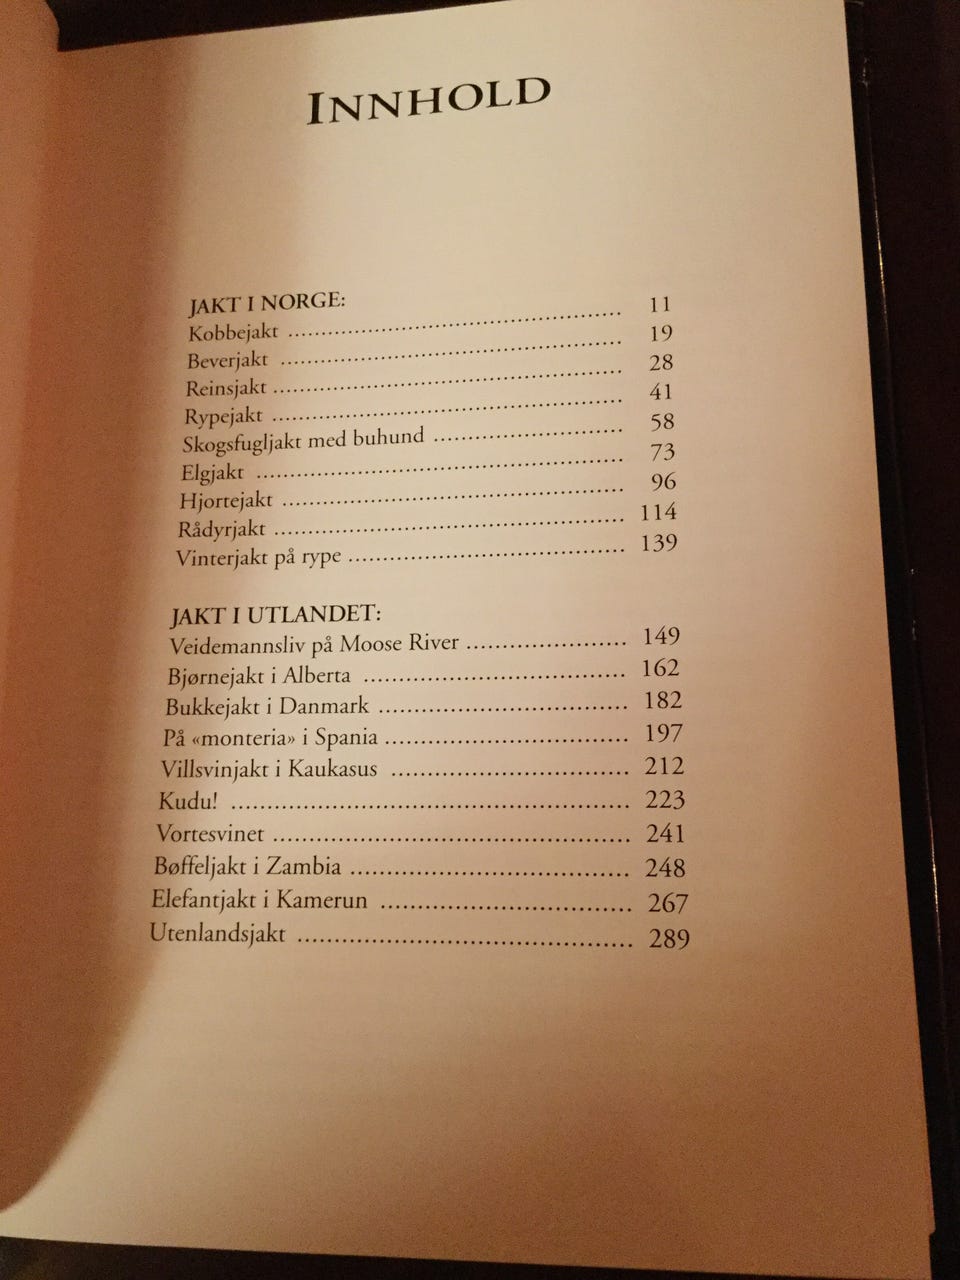 INNHOLD
JAKT I NORGE:
Kobbejakt ........................................................ 11
Beverjakt ........................................................ 19
Reinsjakt ........................................................ 28
Rypejakt ........................................................ 41
Skogsfugljakt med buhund .............................. 58
Elgjakt ........................................................ 73
Hjortejakt ........................................................ 96
Rådyrjakt ........................................................ 114
Vinterjakt på rype ............................................ 139
JAKT I UTLANDET:
Veidemannsliv på Moose River ..................... 149
Bjørnejakt i Alberta .................................... 162
Bukkejakt i Danmark .................................. 182
På «monteria» i Spania ................................. 197
Villsvinjakt i Kaukasus ................................ 212
Kudu! ........................................................ 223
Vortesvinet .................................................. 241
Bøffeljakt i Zambia ...................................... 248
Elefantjakt i Kamerun .................................. 267
Utenlandsjakt ............................................... 289